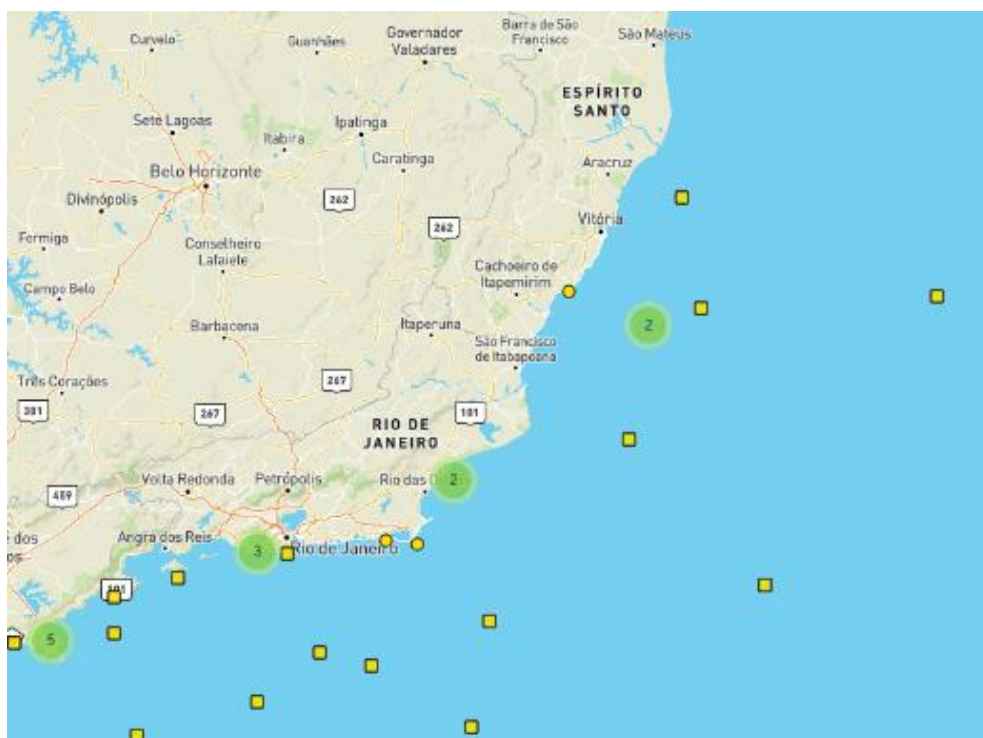 Curvelo
Guanhães
Governador
Valadares
Barra de São
Francisco
São Mateus
ESPÍRITO
SANTO
Sete Lagoas
Ipatinga
Itabira
Caratinga
Aracruz
Belo Horizonte
Divinópolis
262
262
Vitória
Formiga
Conselheiro
Lafaiete
Cachoeiro de
Itapemirim
Campo Belo
Barbacena
Itaperuna
2
São Francisco
de Itabapoana
Três Corações
267
381
267
101
RIO DE
JANEIRO
Volta Redonda
Petrópolis
Rio das
2
459
dos
Angra dos Reis
3
Rio de Janeiro
101
5